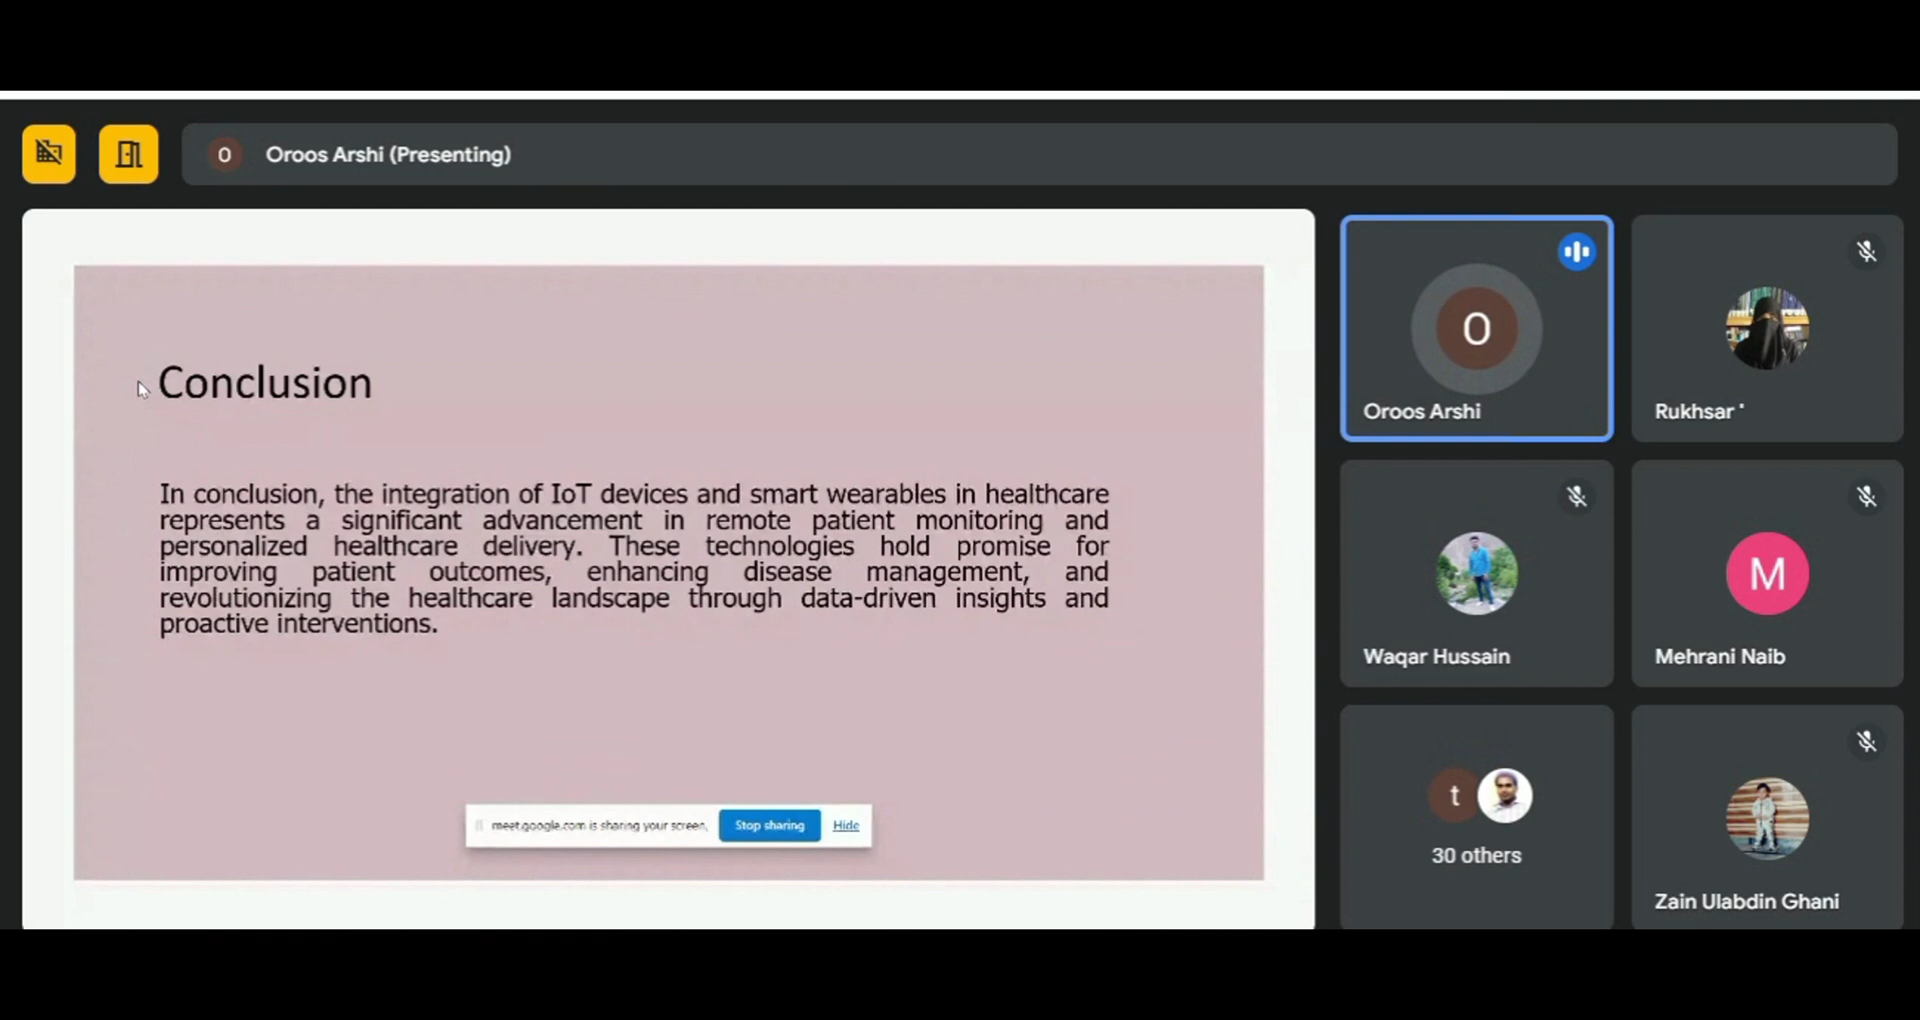 O Oroos Arshi (Presenting)
Conclusion
In conclusion, the integration of IoT devices and smart wearables in healthcare
represents a significant advancement in remote patient monitoring and
personalized healthcare delivery. These technologies hold promise for
improving patient outcomes, enhancing disease management, and
revolutionizing the healthcare landscape through data-driven insights and
proactive interventions.
meet.google.com is sharing your screen.
Stop sharing
Hide
O
Oroos Arshi
Rukhsar '
Waqar Hussain
M
Mehrani Naib
t
30 others
Zain Ulabdin Ghani